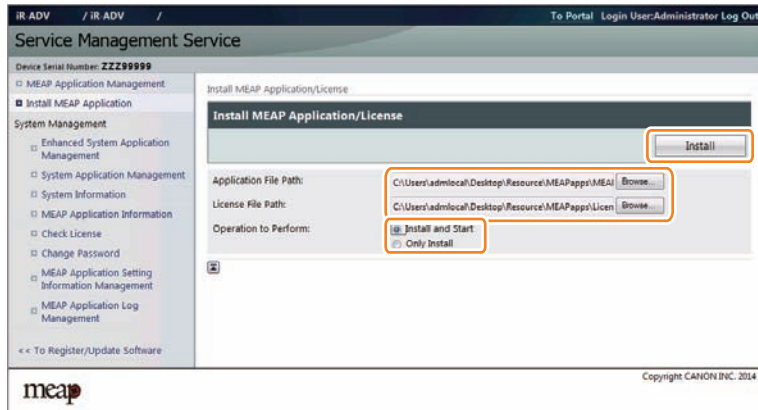 iR-ADV / iR-ADV /
To Portal Login User:Administrator Log Out
Service Management Service
Device Serial Number: ZZZ99999
MEAP Application Management
Install MEAP Application
System Management
Enhanced System Application
Management
System Application Management
System Information
MEAP Application Information
Check License
Change Password
MEAP Application Setting
Information Management
MEAP Application Log
Management
<< To Register/Update Software
Install MEAP Application/License
Install MEAP Application/License
Install
Application File Path: C:\Users\admlocal\Desktop\Resource\MEAPapps\MEAI Browse...
License File Path: C:\Users\admlocal\Desktop\Resource\MEAPapps\Licen Browse...
Operation to Perform: Install and Start
Only Install
meap
Copyright CANON INC. 2014